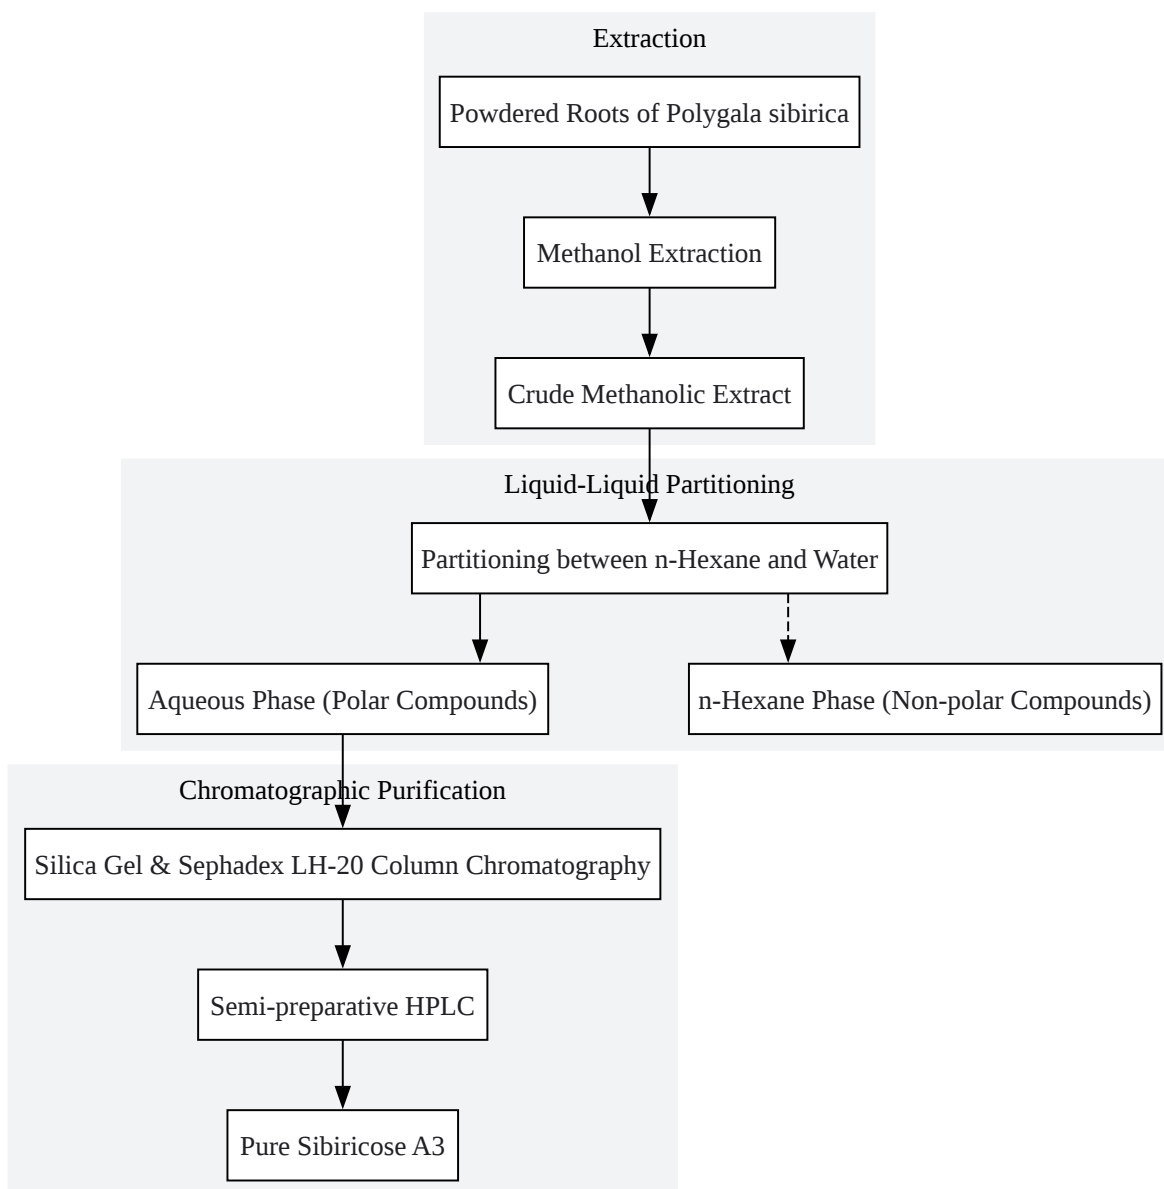 Extraction
Powdered Roots of Polygala sibirica
Methanol Extraction
Crude Methanolic Extract
Liquid-Liquid Partitioning
Partitioning between n-Hexane and Water
Aqueous Phase (Polar Compounds)
n-Hexane Phase (Non-polar Compounds)
Chromatographic Purification
Silica Gel & Sephadex LH-20 Column Chromatography
Semi-preparative HPLC
Pure Sibiricose A3